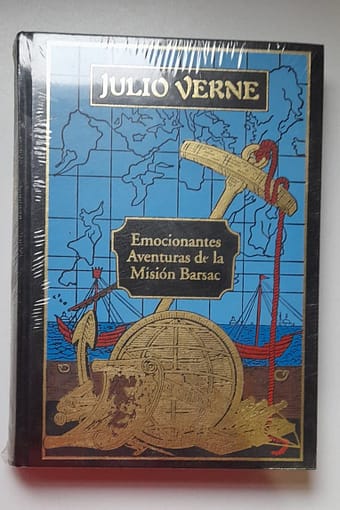 JULIO VERNE
Emocionantes
Aventuras de la
Misión Barsac